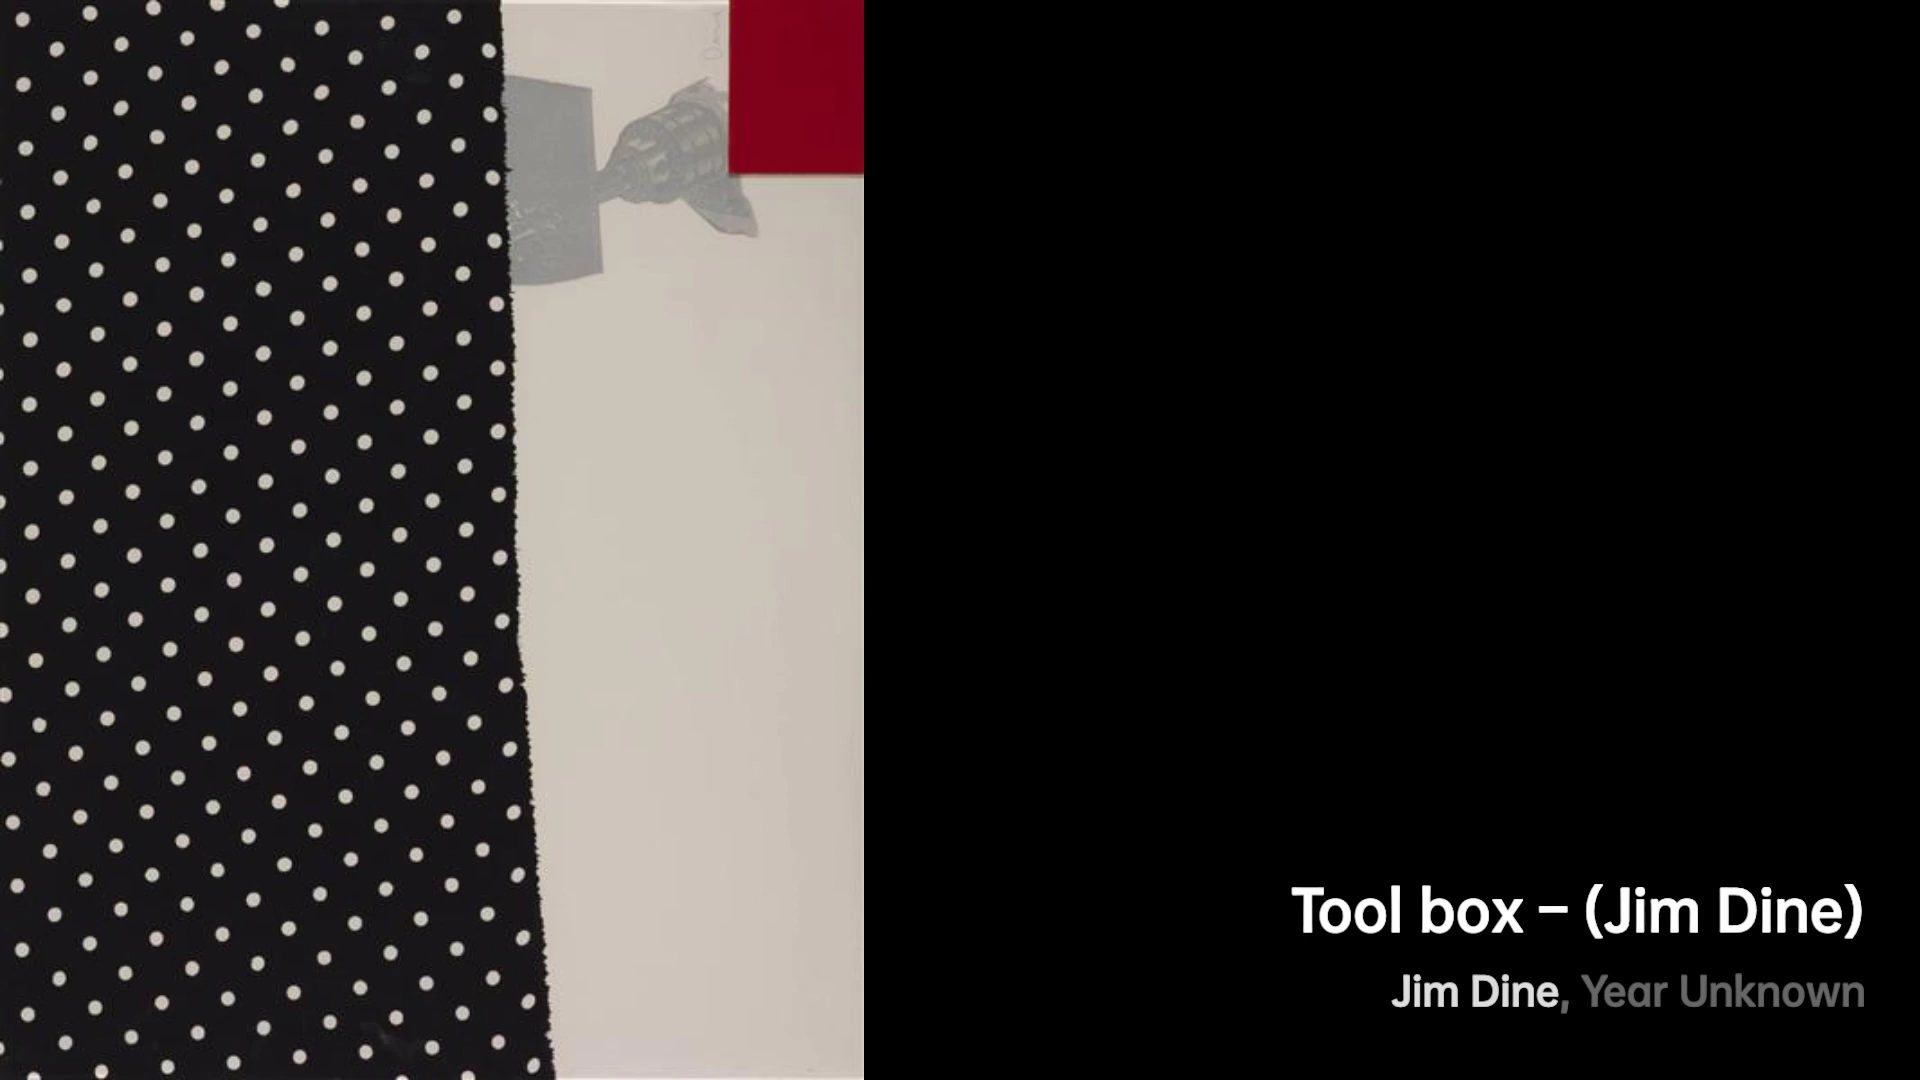 Tool box – (Jim Dine)
Jim Dine, Year Unknown